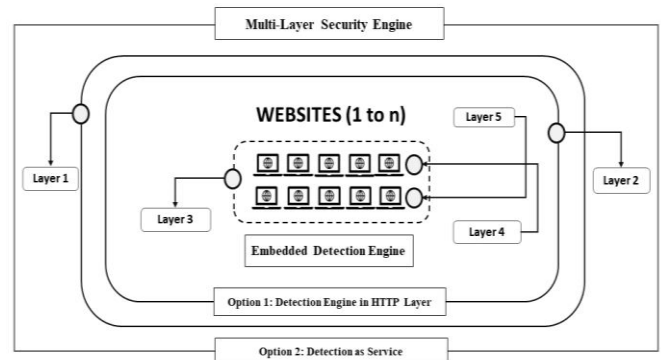 Multi-Layer Security Engine
WEBSITES (1 to n)
Layer 5
Layer 1
Layer 2
Layer 3
Layer 4
Embedded Detection Engine
Option 1: Detection Engine in HTTP Layer
Option 2: Detection as Service